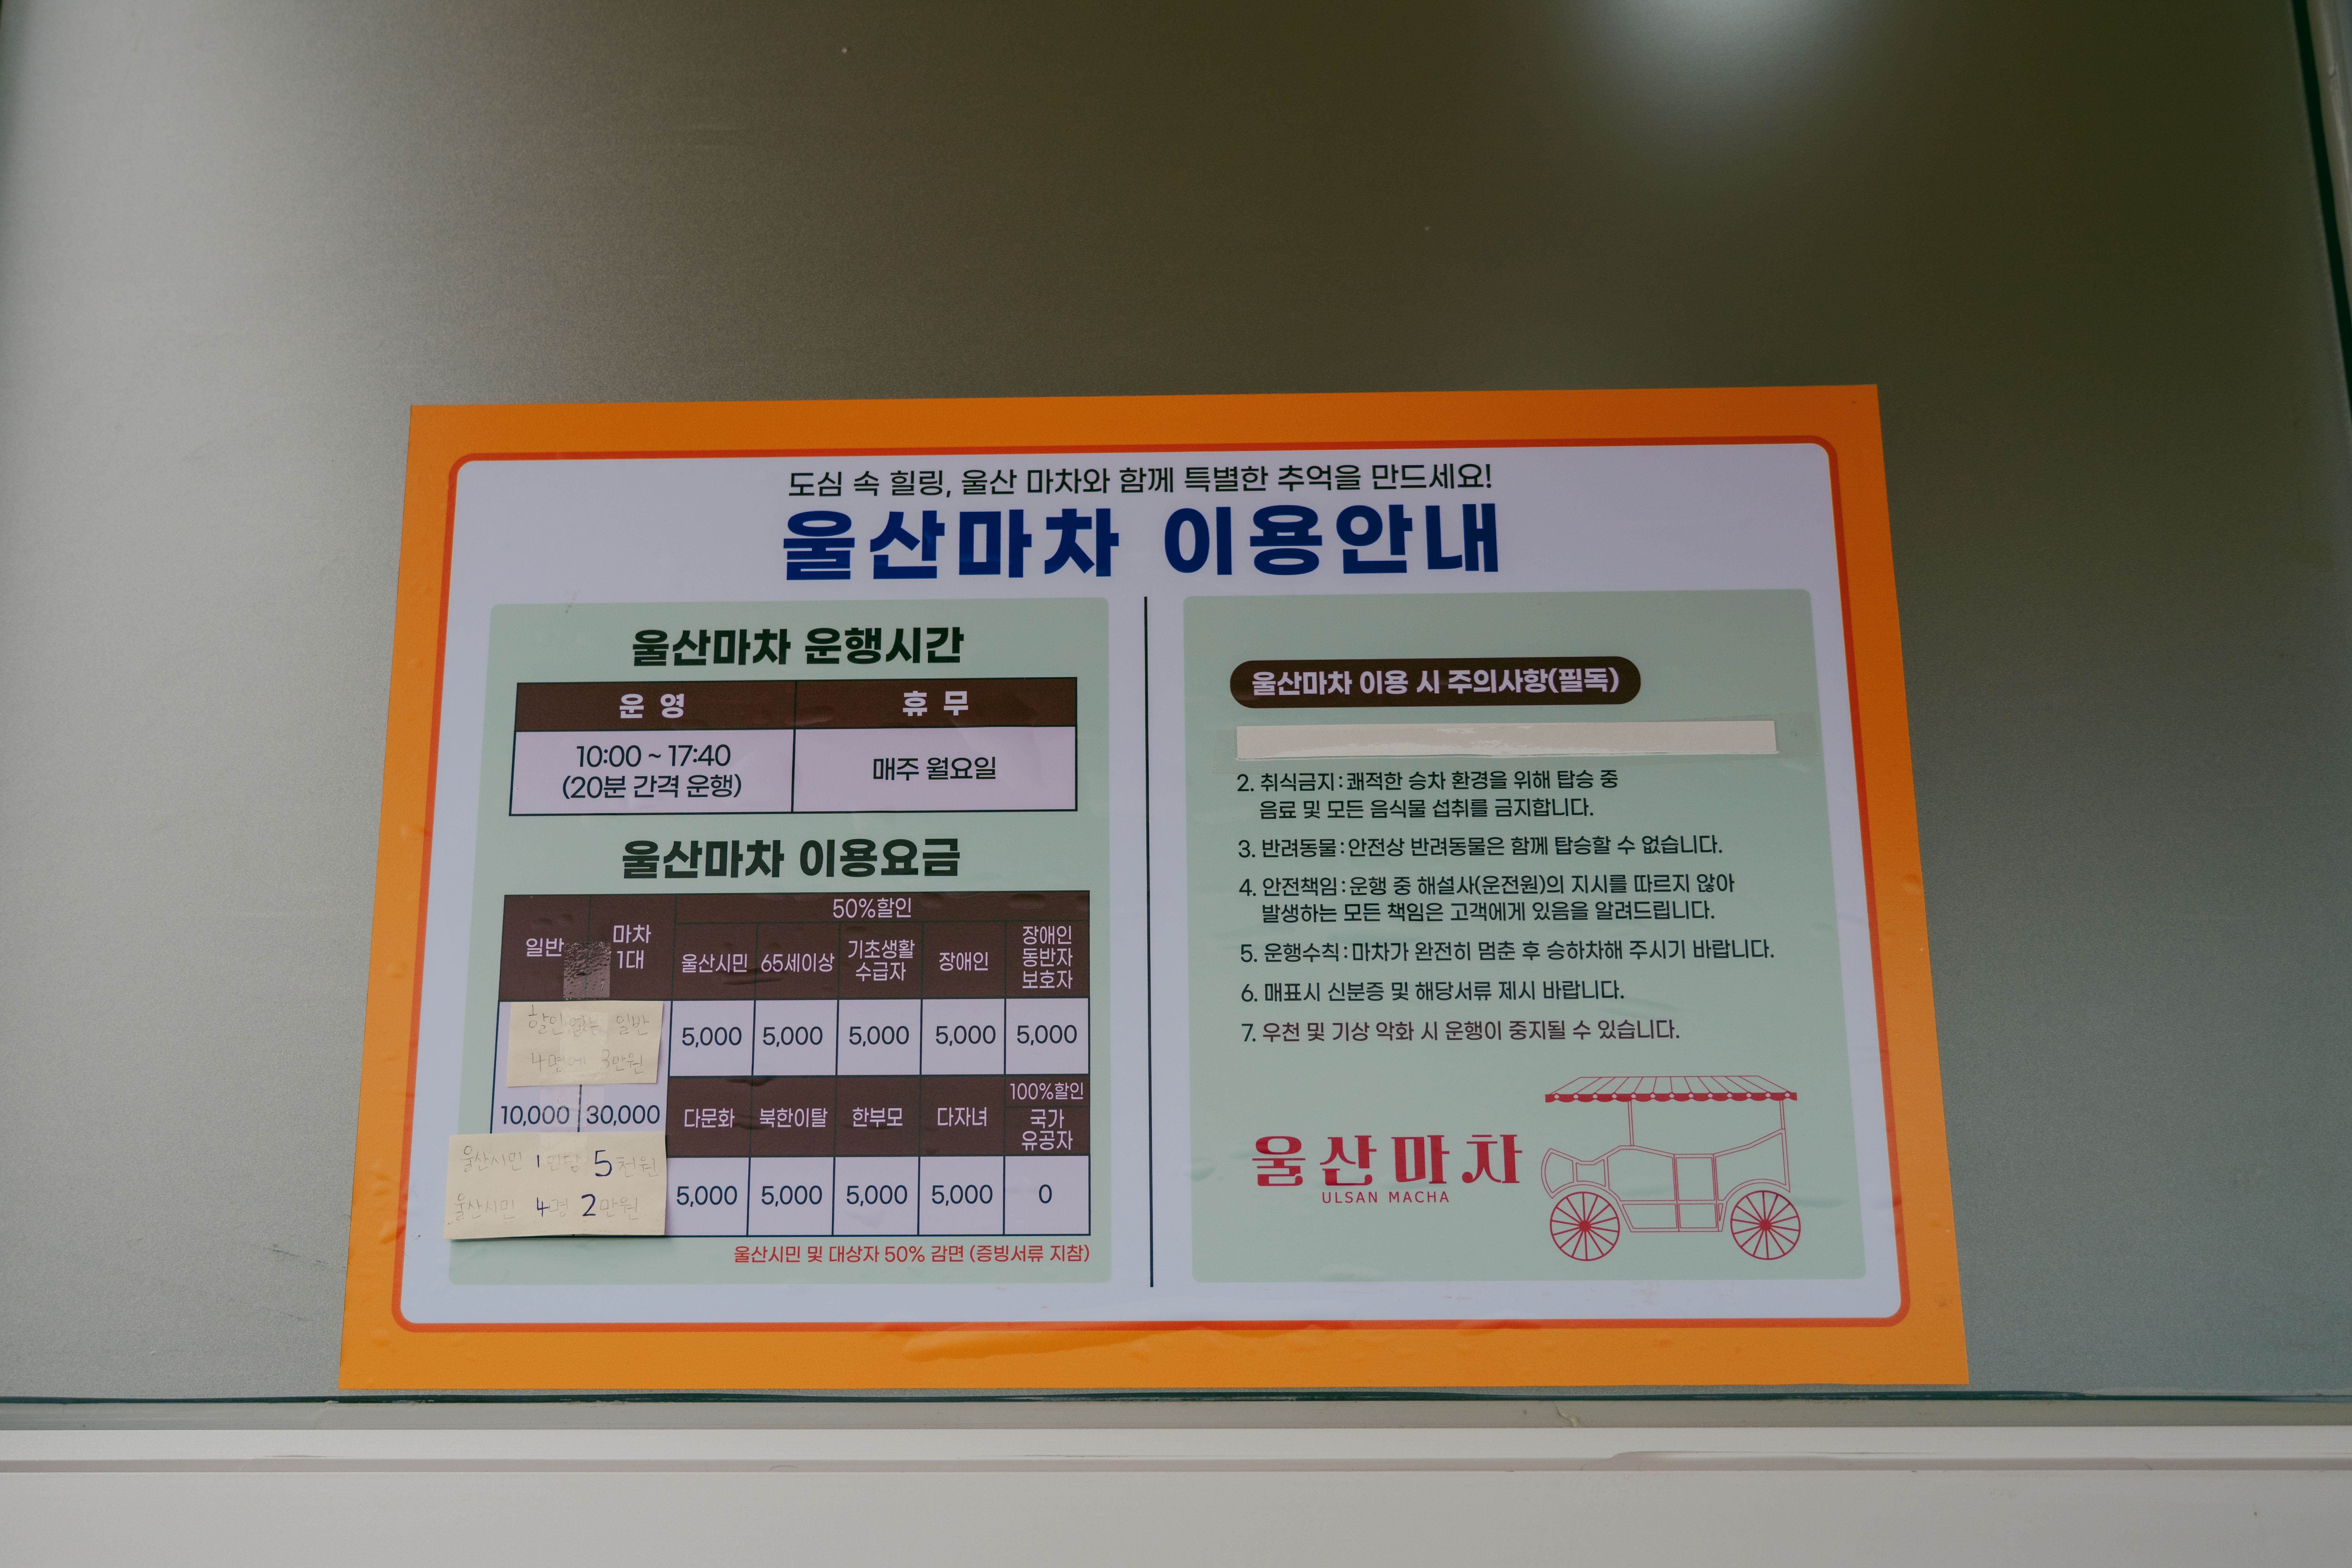 도심 속 힐링, 울산 마차와 함께 특별한 추억을 만드세요!
울산마차 이용안내
울산마차 운행시간
운 영 휴 무
10:00 ~ 17:40
(20분 간격 운행)
매주 월요일
울산마차 이용요금
일반
마차
1대
50%할인
울산시민
65세이상
기초생활
수급자
장애인
장애인
동반자
보호자
할인없는 일반
4명에 3만원
5,000 5,000 5,000 5,000 5,000
10,000 30,000
다문화 북한이탈 한부모 다자녀
100%할인
국가
유공자
울산시민 1인당 5천원
울산시민 4명 2만원
5,000 5,000 5,000 5,000 0
울산시민 및 대상자 50% 감면 (증빙서류 지참)
울산마차 이용 시 주의사항(필독)
2. 취식금지:쾌적한 승차 환경을 위해 탑승 중
음료 및 모든 음식물 섭취를 금지합니다.
3. 반려동물:안전상 반려동물은 함께 탑승할 수 없습니다.
4. 안전책임:운행 중 해설사(운전원)의 지시를 따르지 않아
발생하는 모든 책임은 고객에게 있음을 알려드립니다.
5. 운행수칙:마차가 완전히 멈춘 후 승하차해 주시기 바랍니다.
6. 매표시 신분증 및 해당서류 제시 바랍니다.
7. 우천 및 기상 악화 시 운행이 중지될 수 있습니다.
울산마차
ULSAN MACHA